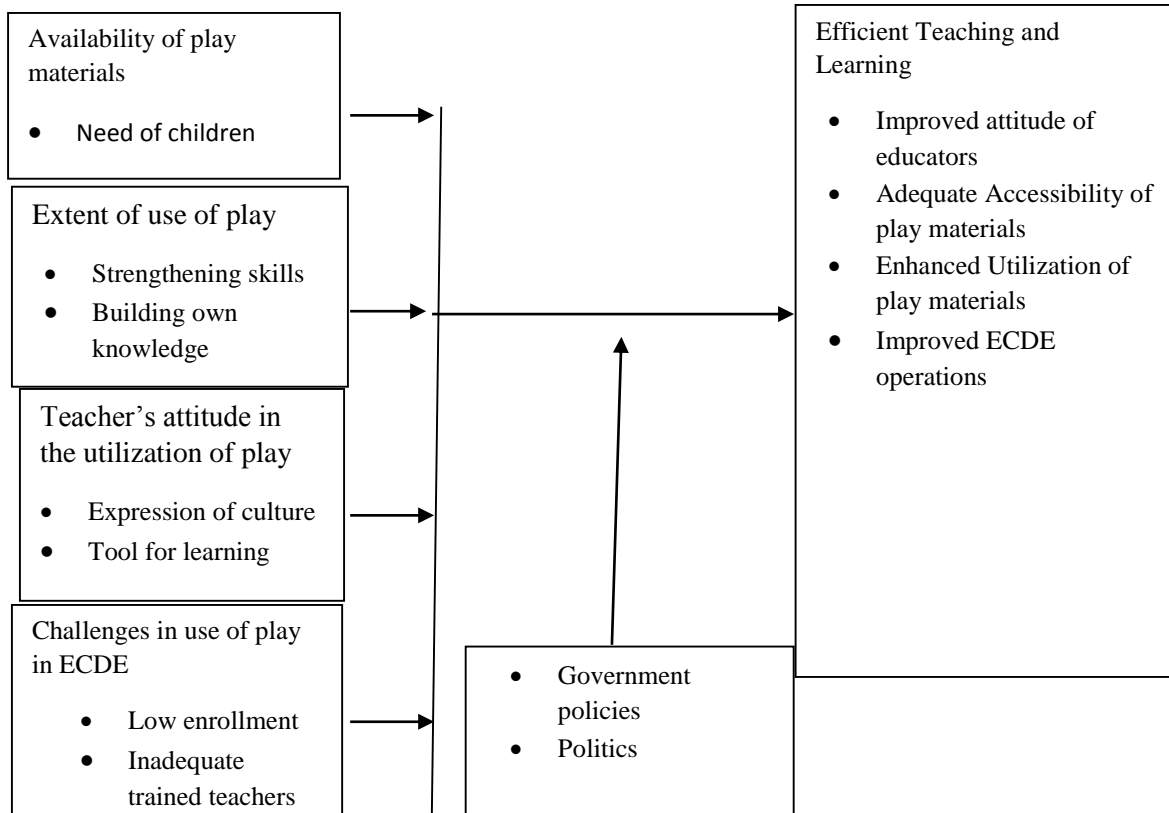 Availability of play
materials
● Need of children
Extent of use of play
● Strengthening skills
● Building own
knowledge
Teacher’s attitude in
the utilization of play
● Expression of culture
● Tool for learning
Challenges in use of play
in ECDE
● Low enrollment
● Inadequate
trained teachers
● Government
policies
● Politics
Efficient Teaching and
Learning
● Improved attitude of
educators
● Adequate Accessibility of
play materials
● Enhanced Utilization of
play materials
● Improved ECDE
operations